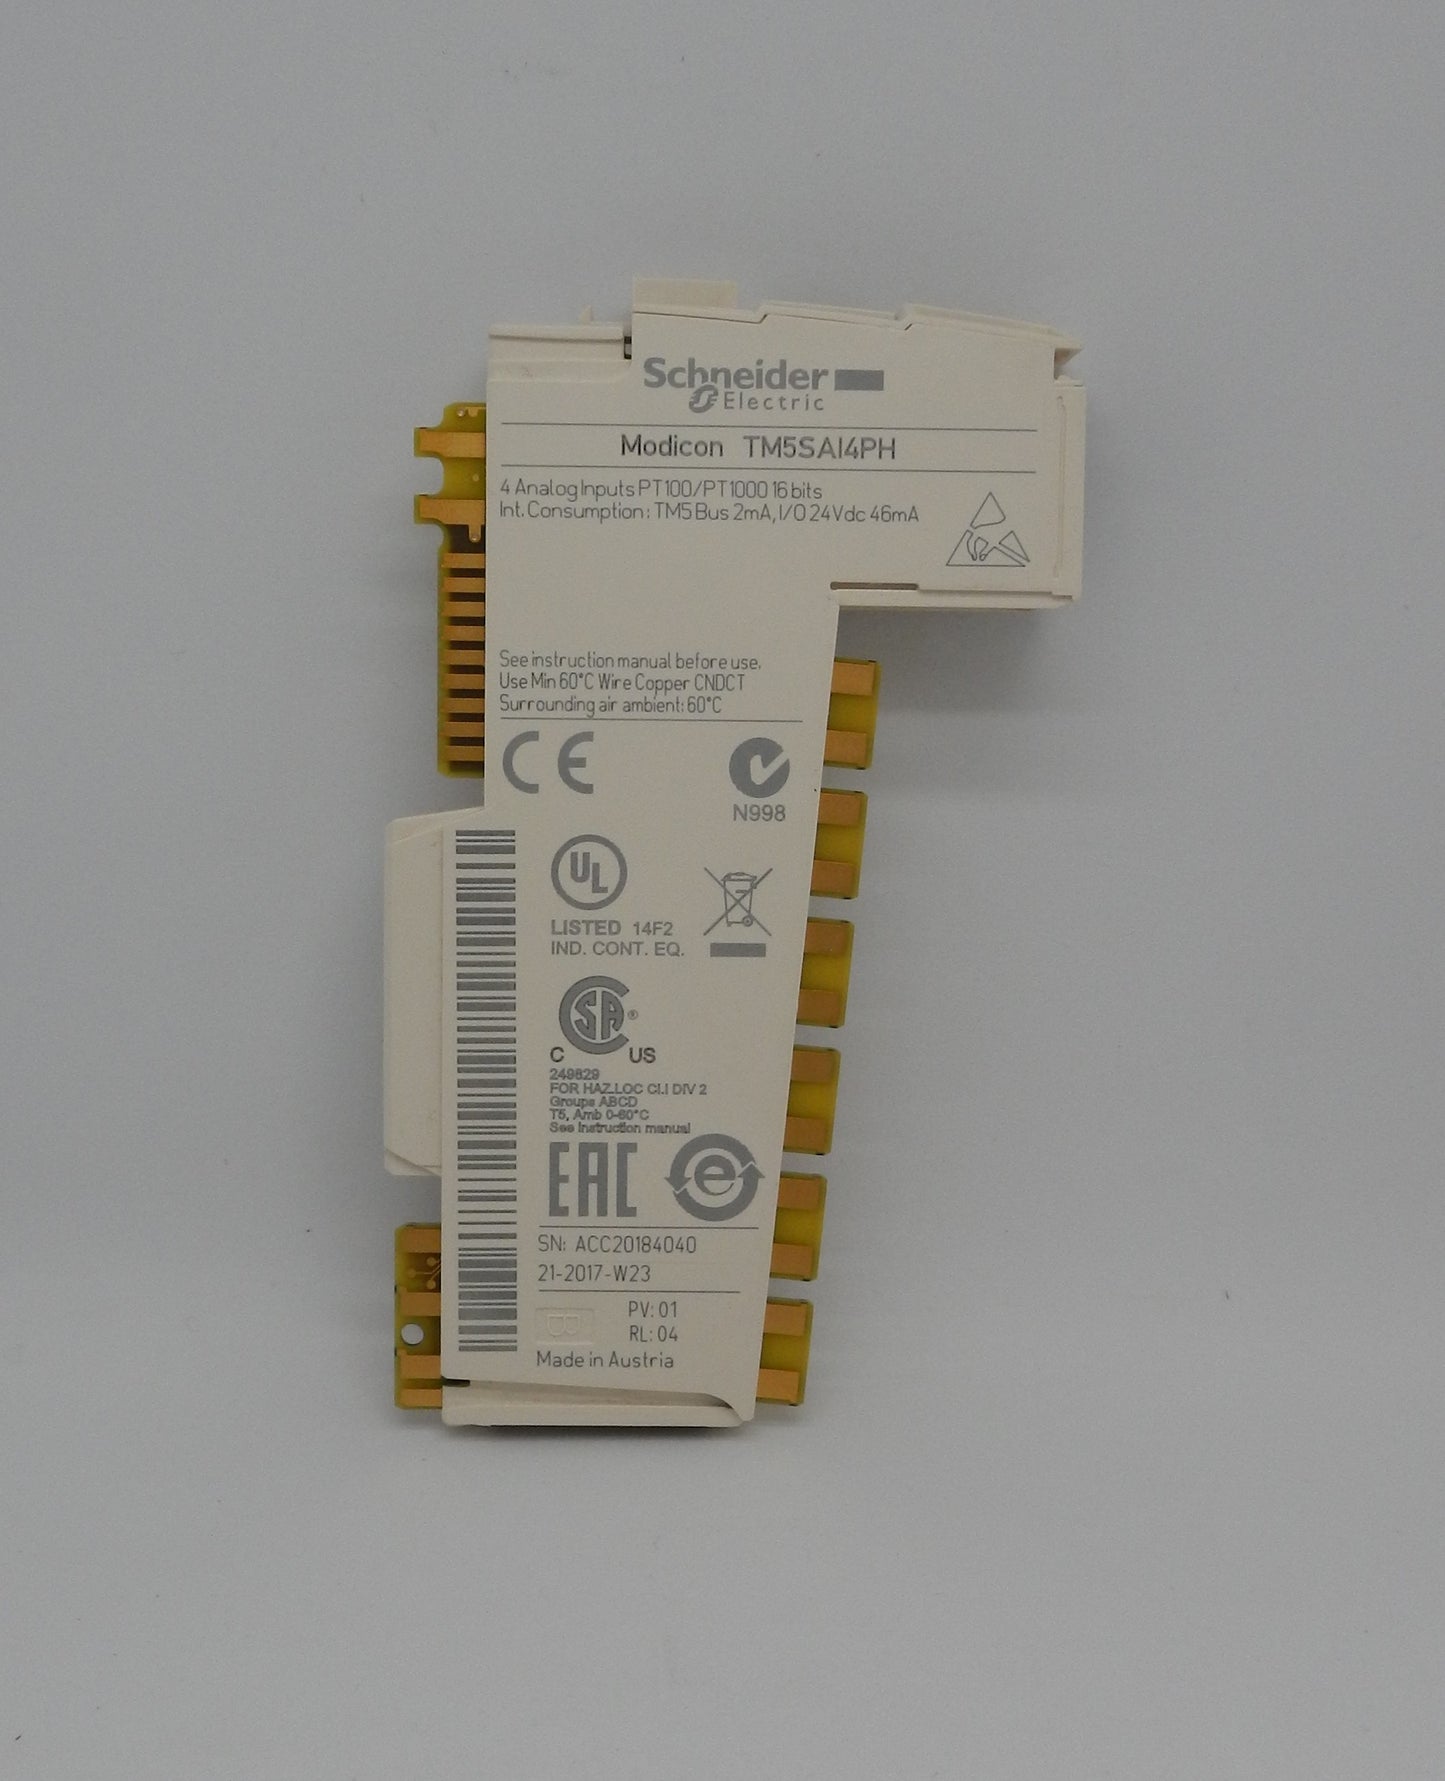 Schneider
Electric
Modicon TM5SAI4PH
4 Analog Inputs PT100/PT1000 16 bits
Int. Consumption: TM5 Bus 2mA, I/O 24Vdc 46mA
See instruction manual before use.
Use Min 60°C Wire Copper CNDCT
Surrounding air ambient: 60°C
CE
N998
UL
LISTED 14F2
IND. CONT. EQ.
CSA®
C US
249829
FOR HAZ.LOC Cl.I DIV 2
Groups ABCD
T5, Amb 0-60°C
See Instruction manual
EAC
e
SN: ACC20184040
21-2017-W23
PV: 01
RL: 04
Made in Austria